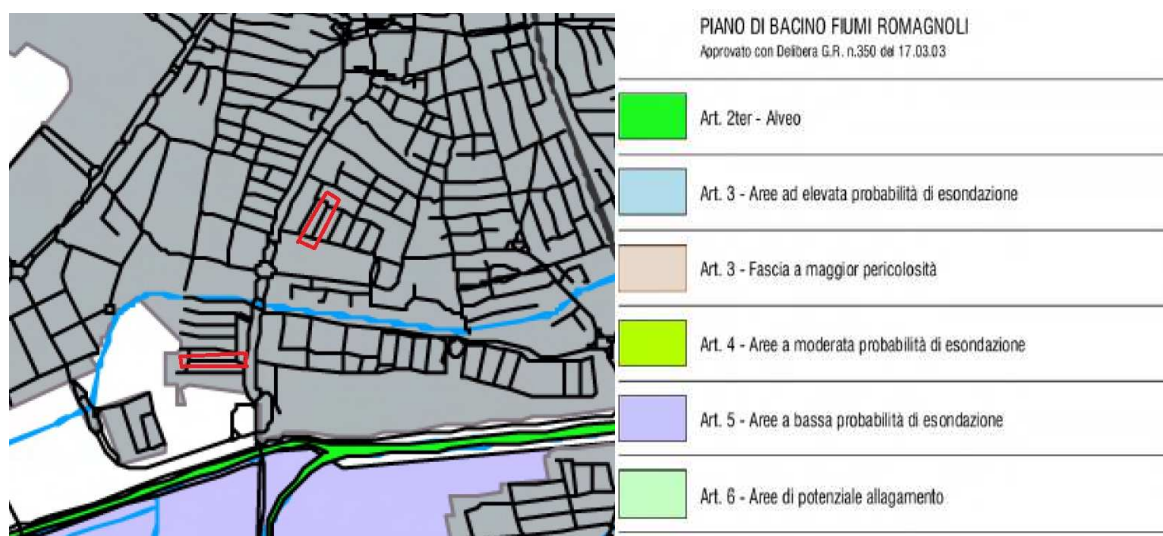 PIANO DI BACINO FIUMI ROMAGNOLI
Approvato con Delibera G.R. n.350 del 17.03.03
Art. 2ter - Alveo
Art. 3 - Aree ad elevata probabilità di esondazione
Art. 3 - Fascia a maggior pericolosità
Art. 4 - Aree a moderata probabilità di esondazione
Art. 5 - Aree a bassa probabilità di esondazione
Art. 6 - Aree di potenziale allagamento